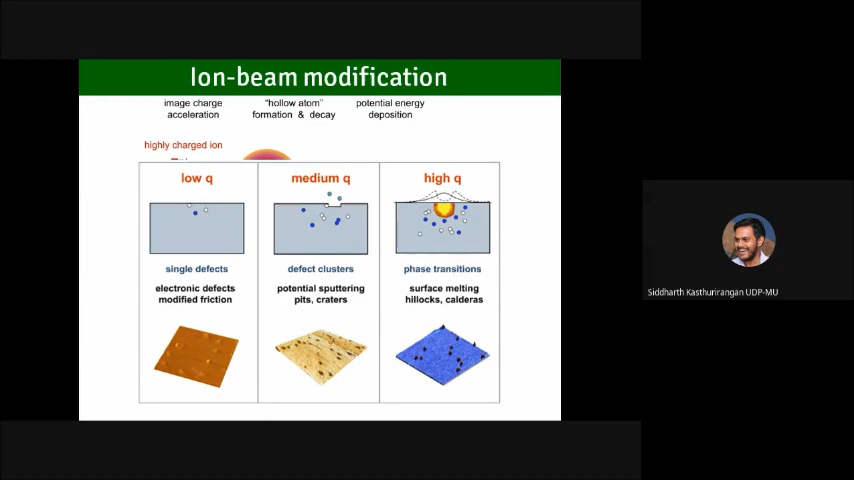 Ion-beam modification
image charge
acceleration
"hollow atom"
formation & decay
potential energy
deposition
highly charged ion
low q
medium q
high q
single defects
defect clusters
phase transitions
electronic defects
modified friction
potential sputtering
pits, craters
surface melting
hillocks, calderas
Siddharth Kasthurirangan UDP-MU